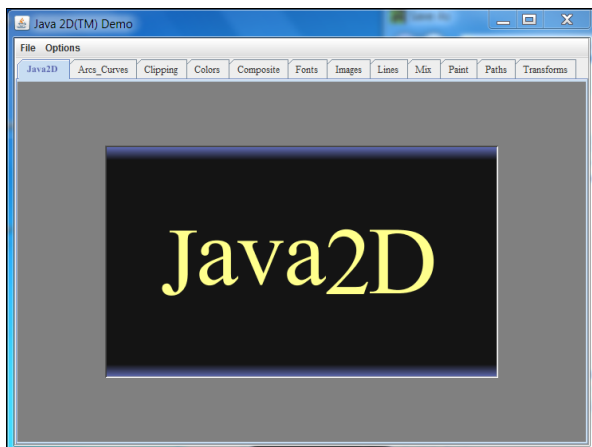 Java 2D(TM) Demo
File Options
Java2D Arcs_Curves Clipping Colors Composite Fonts Images Lines Mix Paint Paths Transforms
Java2D